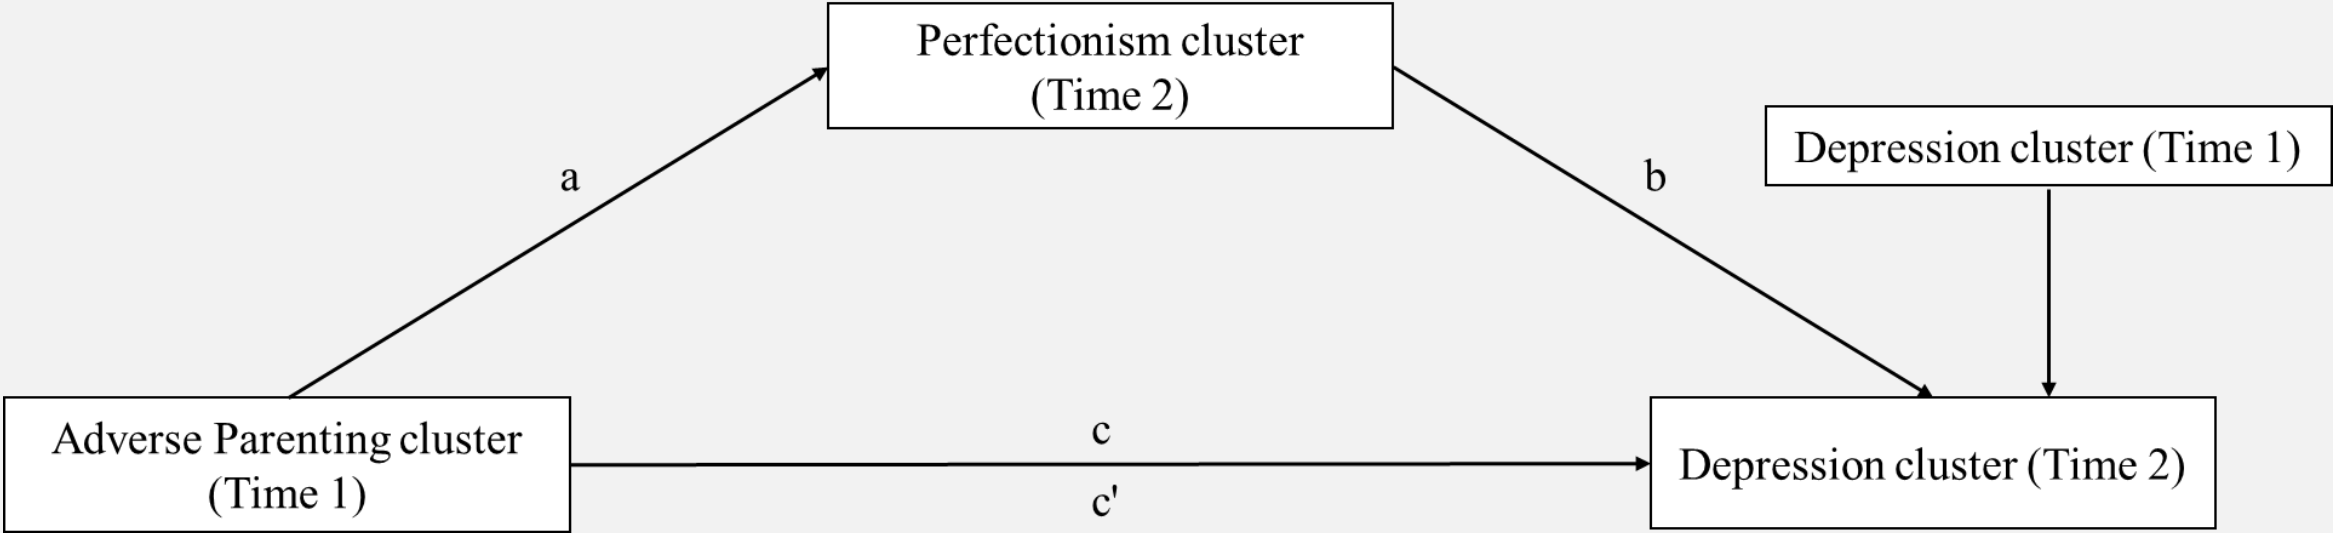 Perfectionism cluster
(Time 2)
Depression cluster (Time 1)
a
b
Adverse Parenting cluster
(Time 1)
c
c'
Depression cluster (Time 2)